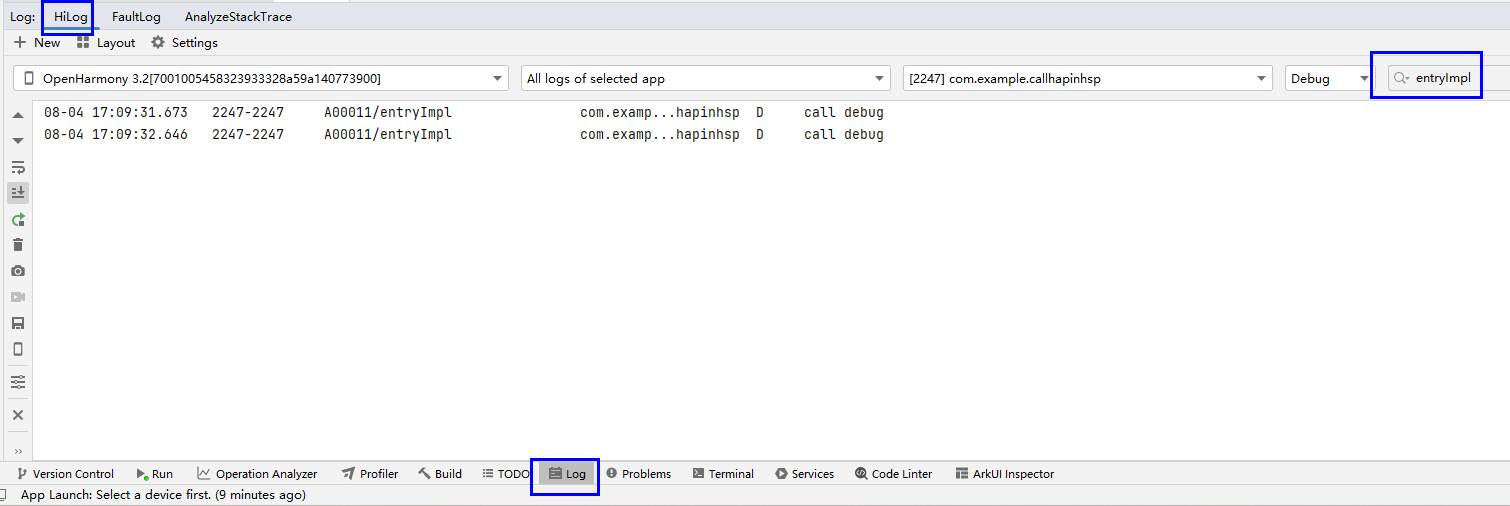 Log: HiLog FaultLog AnalyzeStackTrace
New Layout Settings
OpenHarmony 3.2[7001005458323933328a59a140773900] All logs of selected app [2247] com.example.callhapinhsp Debug entryImpl
08-04 17:09:31.673 2247-2247 A00011/entryImpl com.examp...hapinhsp D call debug
08-04 17:09:32.646 2247-2247 A00011/entryImpl com.examp...hapinhsp D call debug
Version Control Run Operation Analyzer Profiler Build TODO Log Problems Terminal Services Code Linter ArkUI Inspector
App Launch: Select a device first. (9 minutes ago)